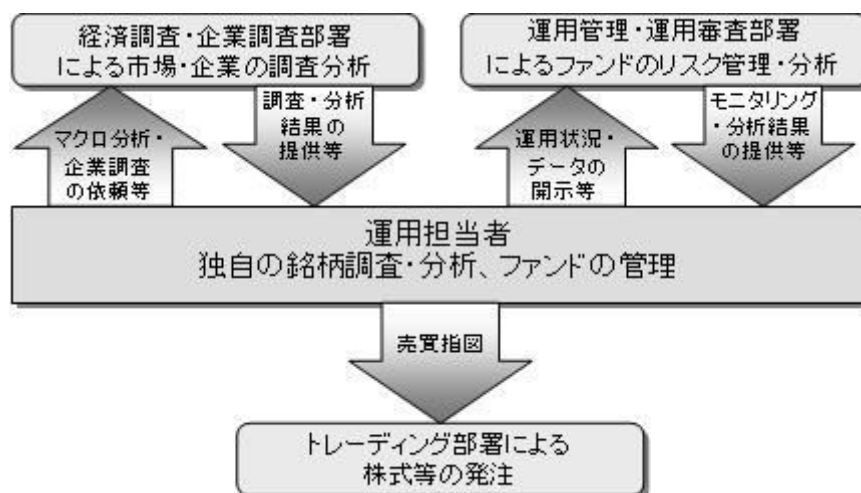 経済調査・企業調査部署
による市場・企業の調査分析
運用管理・運用審査部署
によるファンドのリスク管理・分析
マクロ分析・
企業調査
の依頼等
調査・分析
結果の
提供等
運用状況・
データの
開示等
モニタリング
・分析結果
の提供等
運用担当者
独自の銘柄調査・分析、ファンドの管理
売買指図
トレーディング部署による
株式等の発注